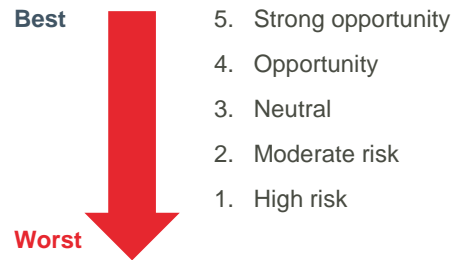 Best
5. Strong opportunity
4. Opportunity
3. Neutral
2. Moderate risk
1. High risk
Worst